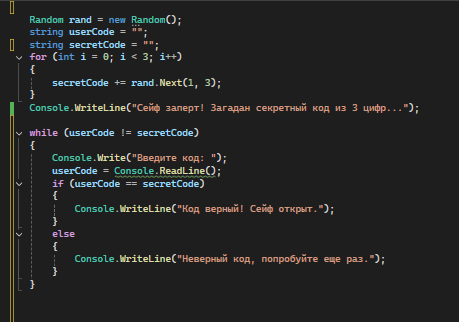 Random rand = new Random();
string userCode = "";
string secretCode = "";
for (int i = 0; i < 3; i++)
{
secretCode += rand.Next(1, 3);
}
Console.WriteLine("Сейф заперт! Загадан секретный код из 3 цифр...");
while (userCode != secretCode)
{
Console.Write("Введите код: ");
userCode = Console.ReadLine();
if (userCode == secretCode)
{
Console.WriteLine("Код верный! Сейф открыт.");
}
else
{
Console.WriteLine("Неверный код, попробуйте еще раз.");
}
}